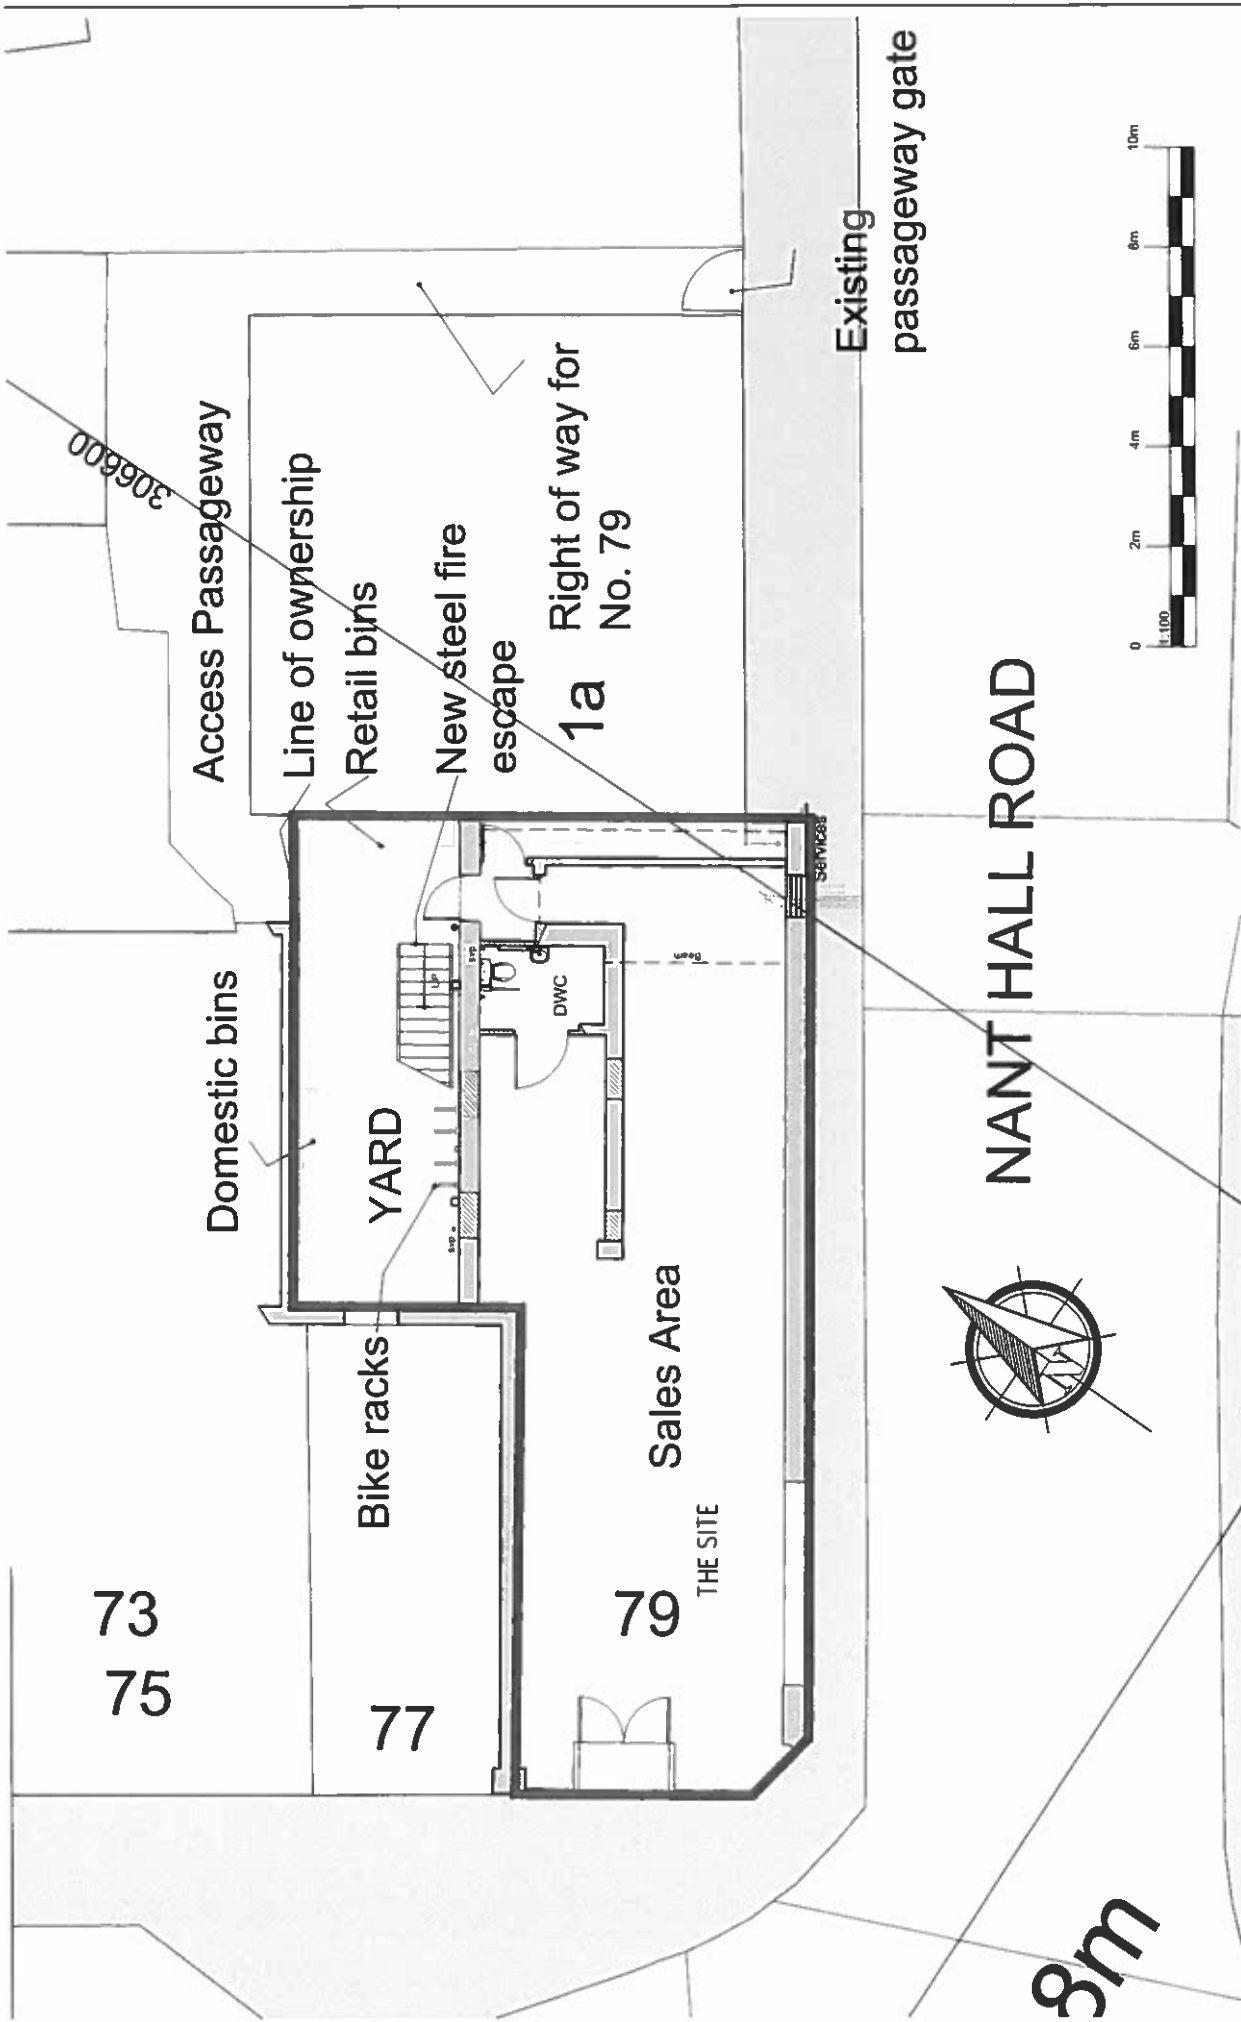 73
75
77
79
THE SITE
Sales Area
Bike racks
YARD
Domestic bins
DWC
Beam
UP
GAS
SVP
Services
Access Passageway
Line of ownership
Retail bins
New steel fire
escape
1a
Right of way for
No. 79
306600
Existing
passageway gate
NANT HALL ROAD
8m
N
0
2m
4m
6m
8m
10m
1:100